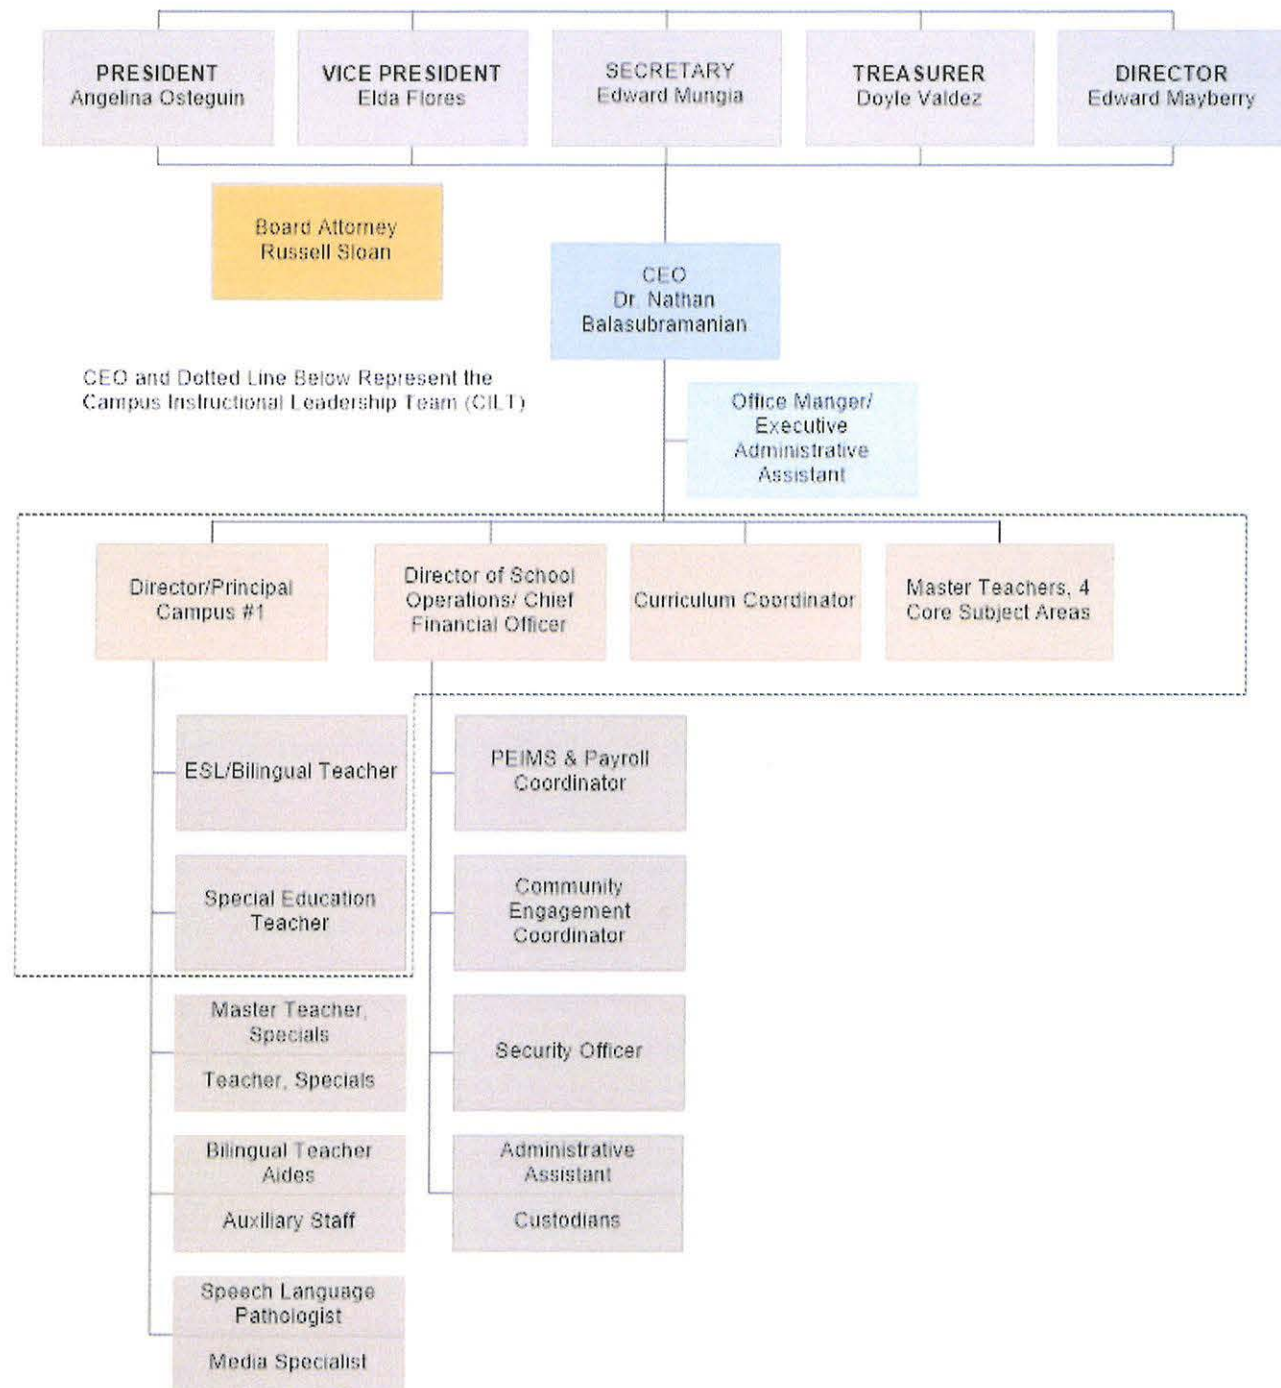 PRESIDENT
Angelina Osteguin
VICE PRESIDENT
Elda Flores
SECRETARY
Edward Mungia
TREASURER
Doyle Valdez
DIRECTOR
Edward Mayberry
Board Attorney
Russell Sloan
CEO
Dr. Nathan
Balasubramanian
CEO and Dotted Line Below Represent the
Campus Instructional Leadership Team (CILT)
Office Manger/
Executive
Administrative
Assistant
Director/Principal
Campus #1
Director of School
Operations/ Chief
Financial Officer
Curriculum Coordinator
Master Teachers, 4
Core Subject Areas
ESL/Bilingual Teacher
PEIMS & Payroll
Coordinator
Special Education
Teacher
Community
Engagement
Coordinator
Master Teacher,
Specials
Teacher, Specials
Security Officer
Bilingual Teacher
Aides
Auxiliary Staff
Administrative
Assistant
Custodians
Speech Language
Pathologist
Media Specialist